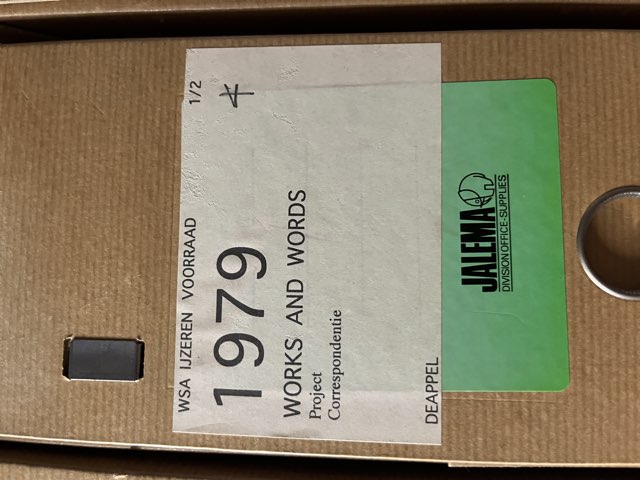 WSA IJZEREN VOORRAAD 1/2
1979
WORKS AND WORDS
Project
Correspondentie
DEAPPEL
JALEMA
DIVISION OFFICE-SUPPLIES